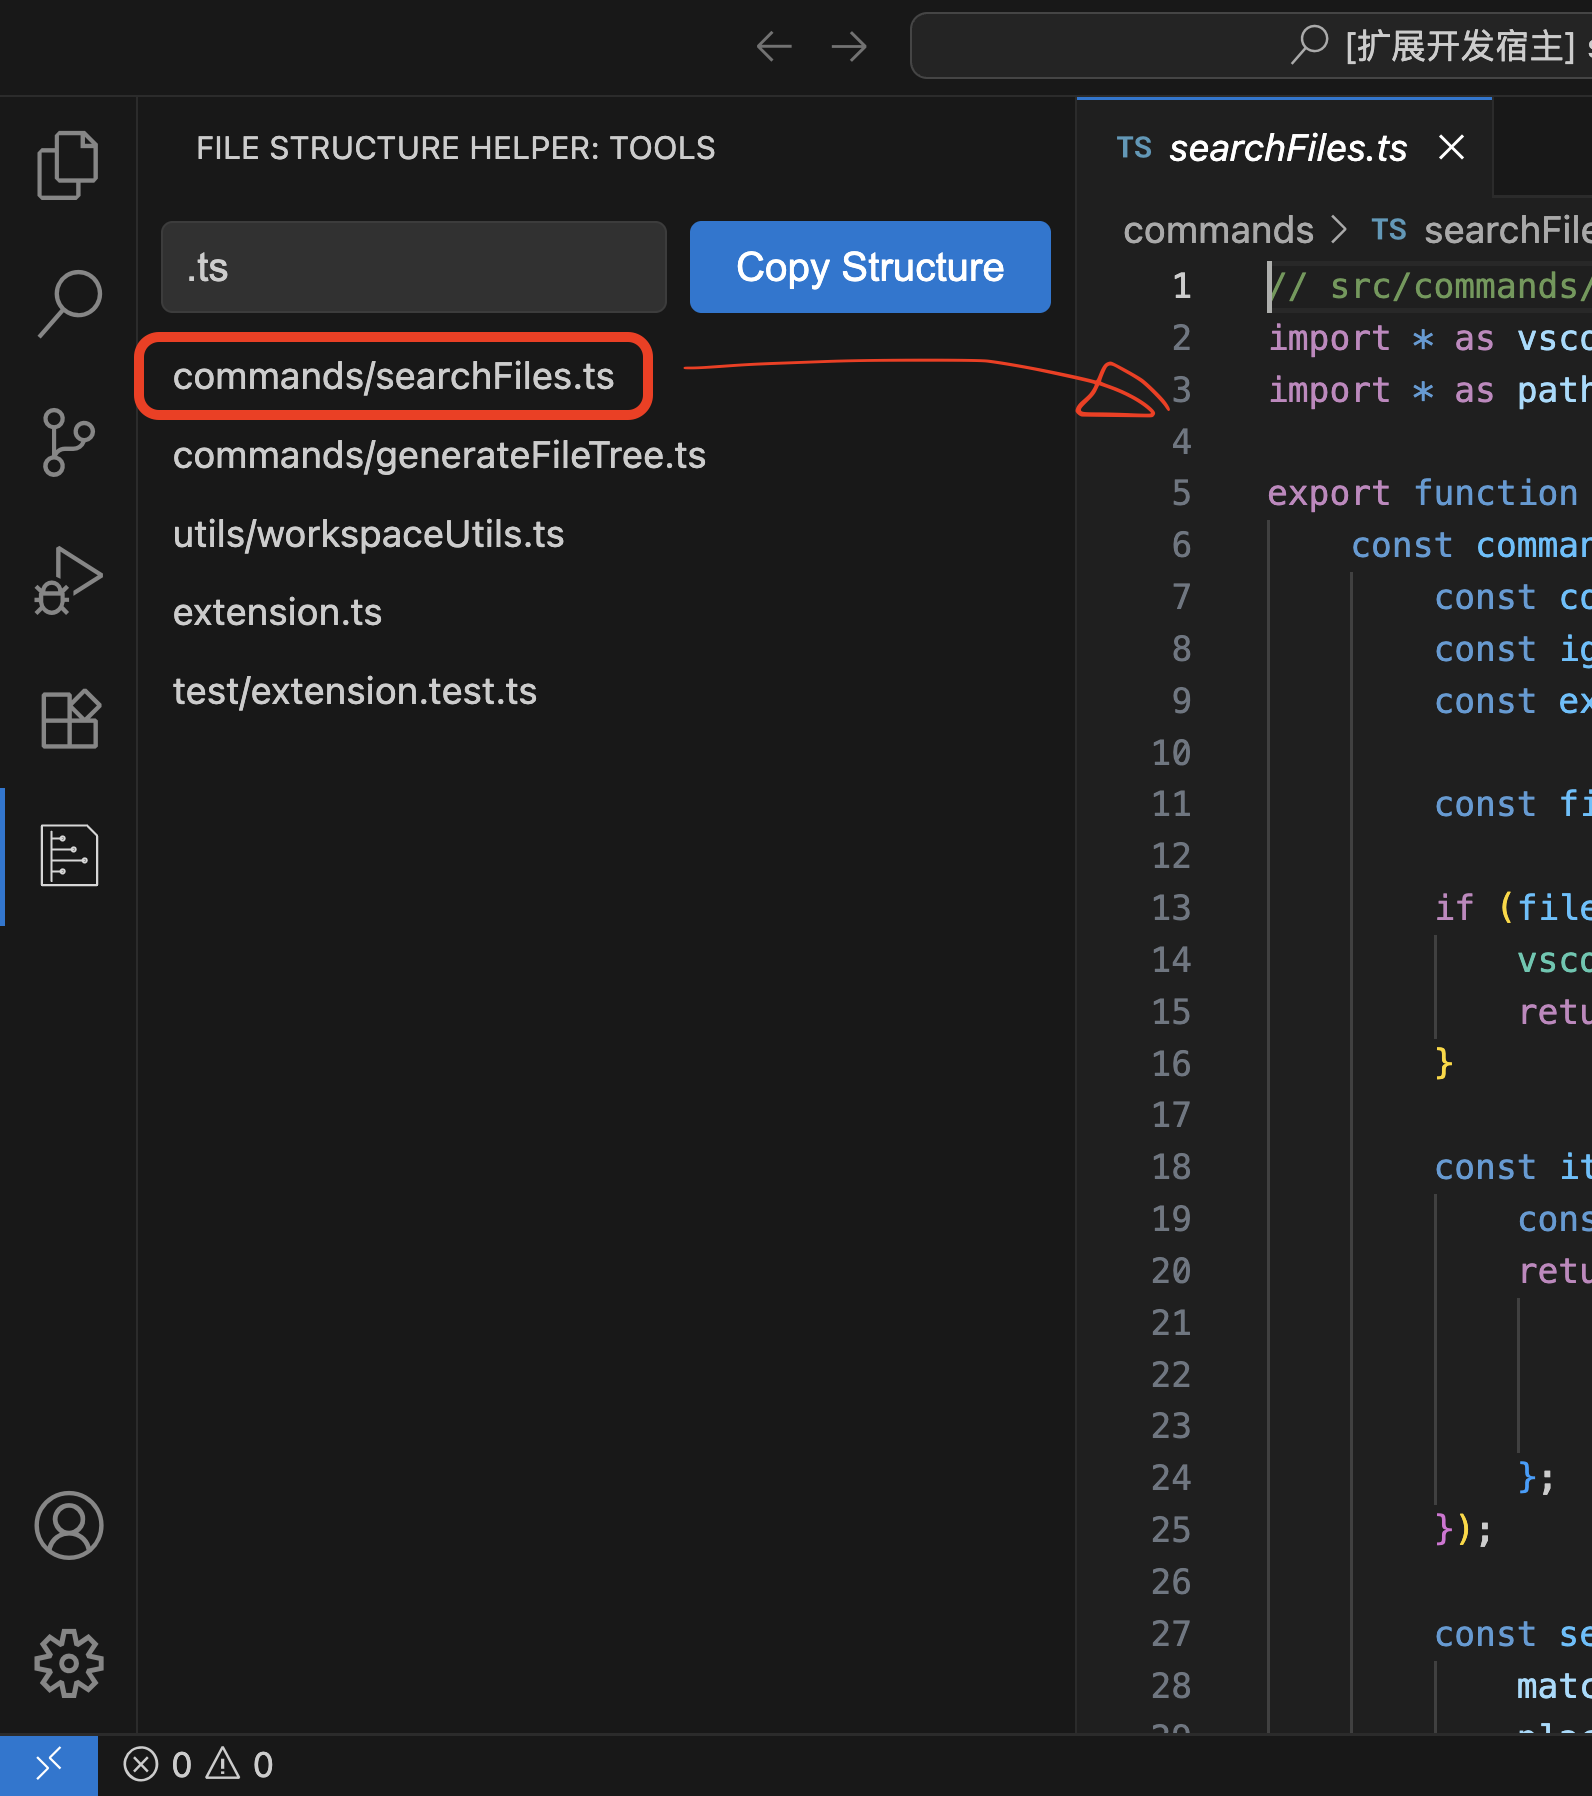 [扩展开发宿主]
FILE STRUCTURE HELPER: TOOLS
.ts
Copy Structure
commands/searchFiles.ts
commands/generateFileTree.ts
utils/workspaceUtils.ts
extension.ts
test/extension.test.ts
TS searchFiles.ts
commands > TS searchFile
1 // src/commands/
2 import * as vsco
3 import * as path
4
5 export function
6 const comman
7 const co
8 const ig
9 const ex
10
11 const fi
12
13 if (file
14 vsco
15 retu
16 }
17
18 const it
19 cons
20 retu
21
22
23
24 };
25 });
26
27 const se
28 matc
29 plac
0 0